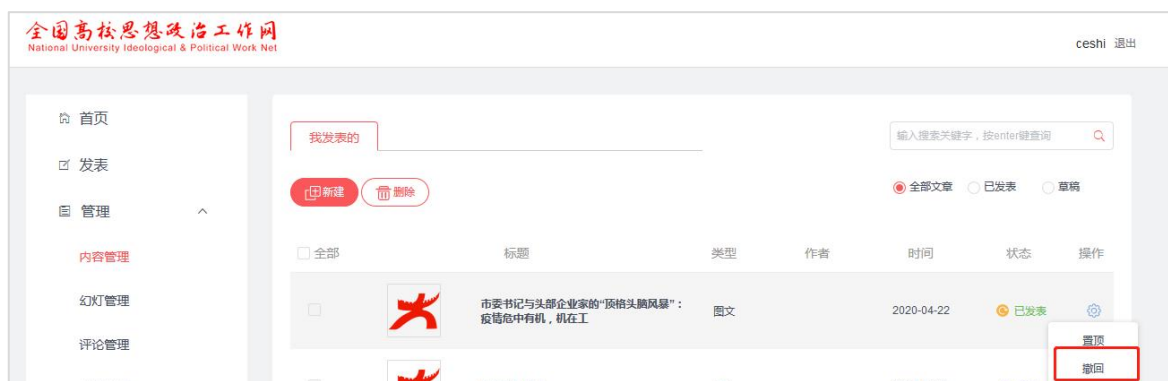 全国高校思想政治工作网
National University Ideological & Political Work Net
ceshi 退出
首页
发表
管理
内容管理
幻灯管理
评论管理
我发表的
输入搜索关键字，按enter键查询
新建
删除
全部文章
已发表
草稿
全部
标题
类型
作者
时间
状态
操作
市委书记与头部企业家的“顶格头脑风暴”：
疫情危中有机，机在工
图文
2020-04-22
已发表
置顶
撤回